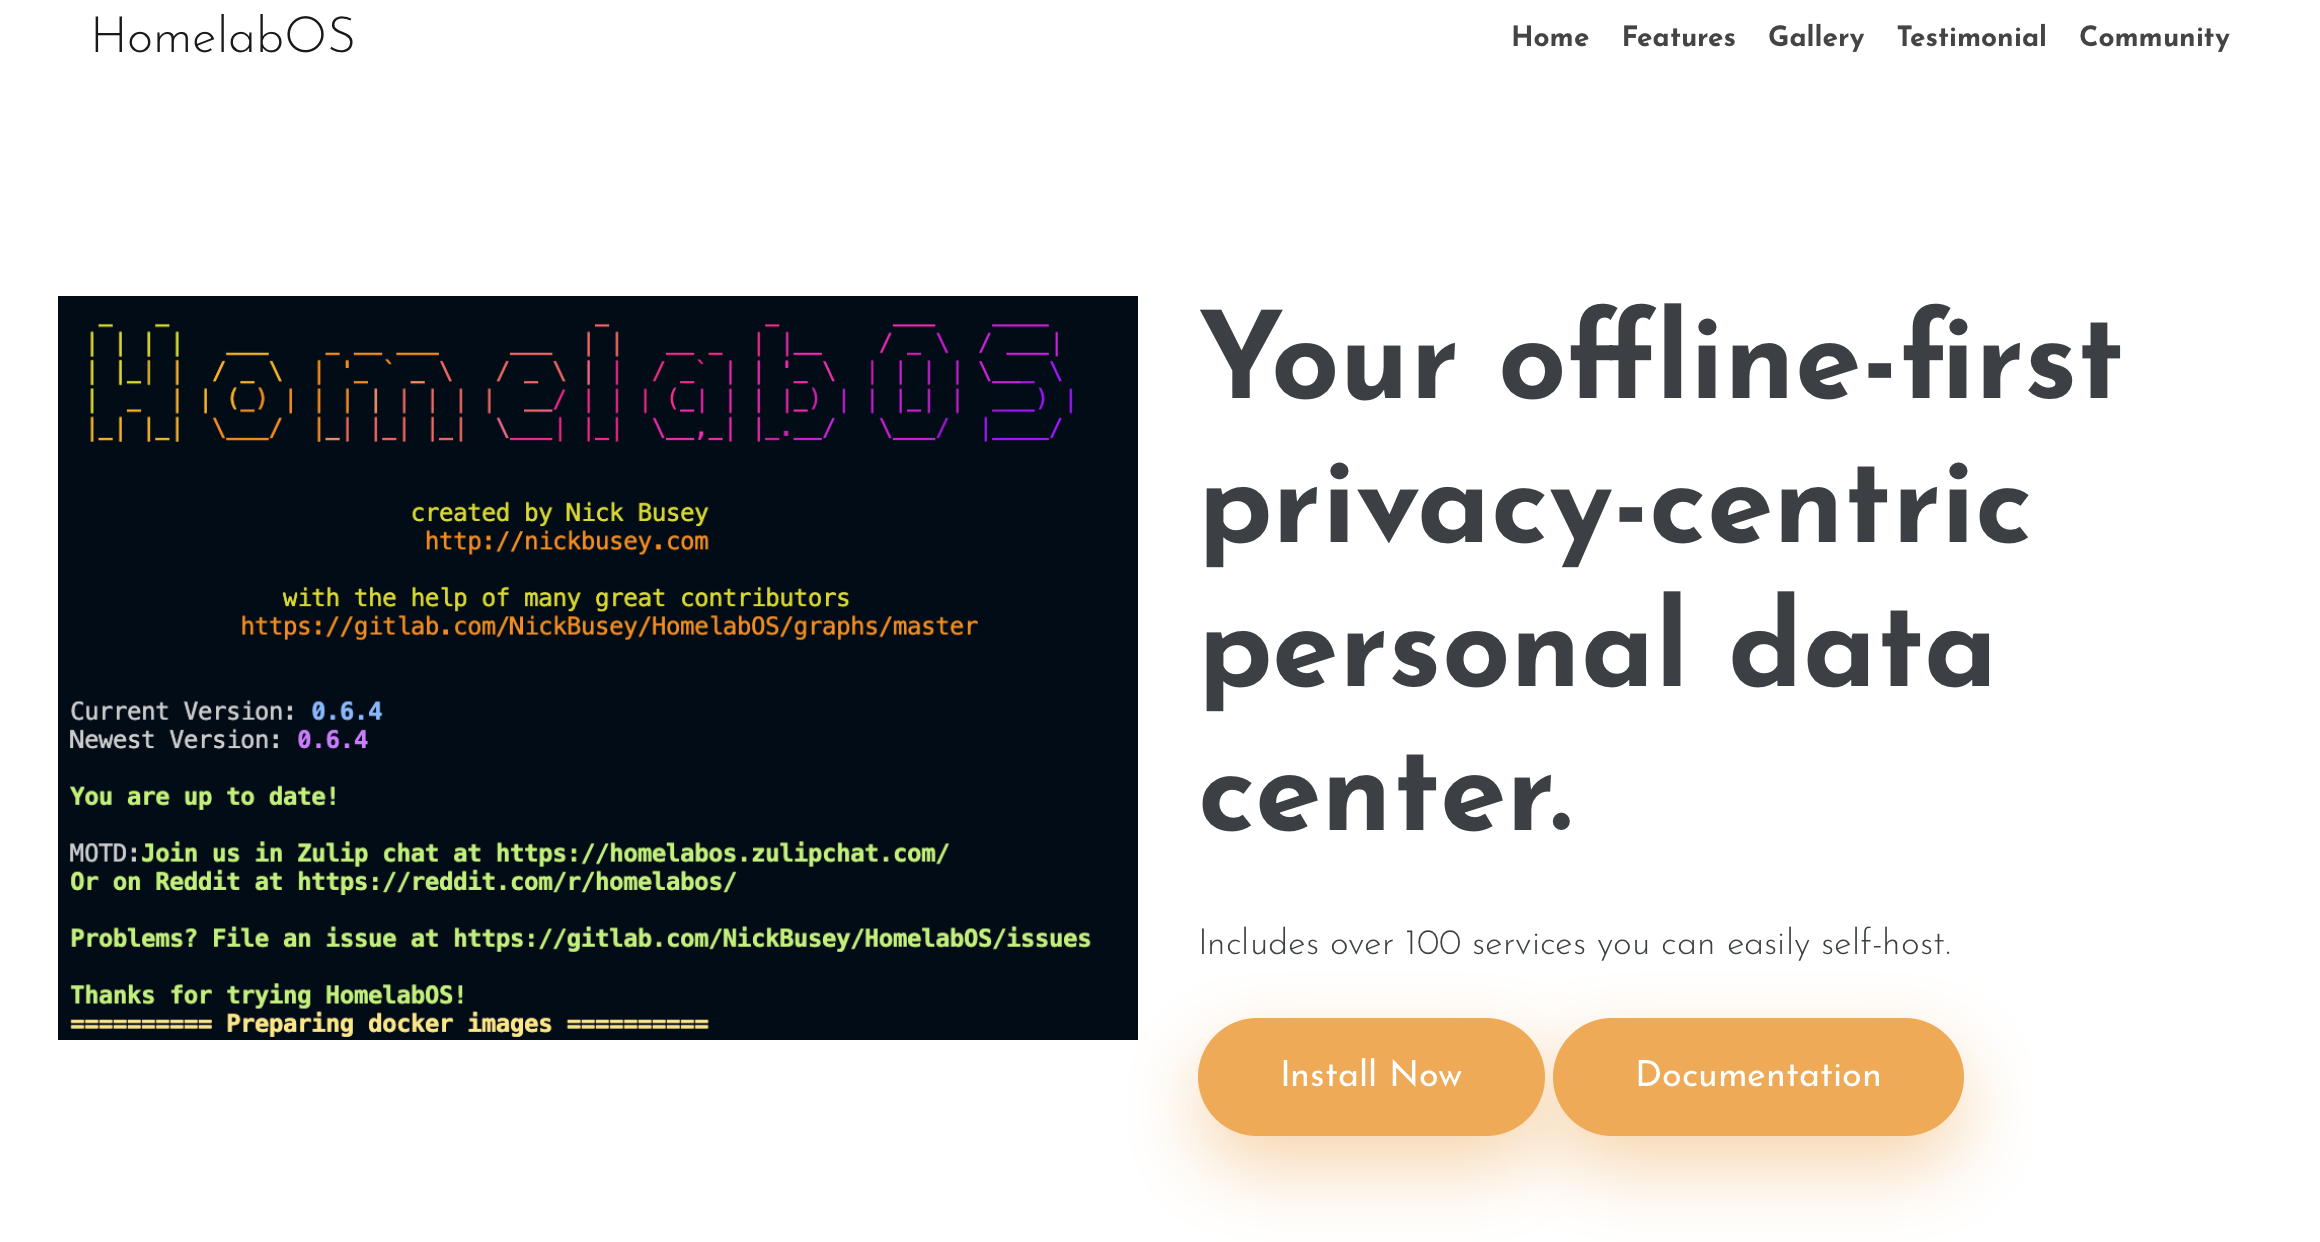 HomelabOS
Home Features Gallery Testimonial Community
HomelabOS
created by Nick Busey
http://nickbusey.com
with the help of many great contributors
https://gitlab.com/NickBusey/HomelabOS/graphs/master
Current Version: 0.6.4
Newest Version: 0.6.4
You are up to date!
MOTD:Join us in Zulip chat at https://homelabos.zulipchat.com/
Or on Reddit at https://reddit.com/r/homelabos/
Problems? File an issue at https://gitlab.com/NickBusey/HomelabOS/issues
Thanks for trying HomelabOS!
========== Preparing docker images ==========
Your offline-first
privacy-centric
personal data
center.
Includes over 100 services you can easily self-host.
Install Now Documentation